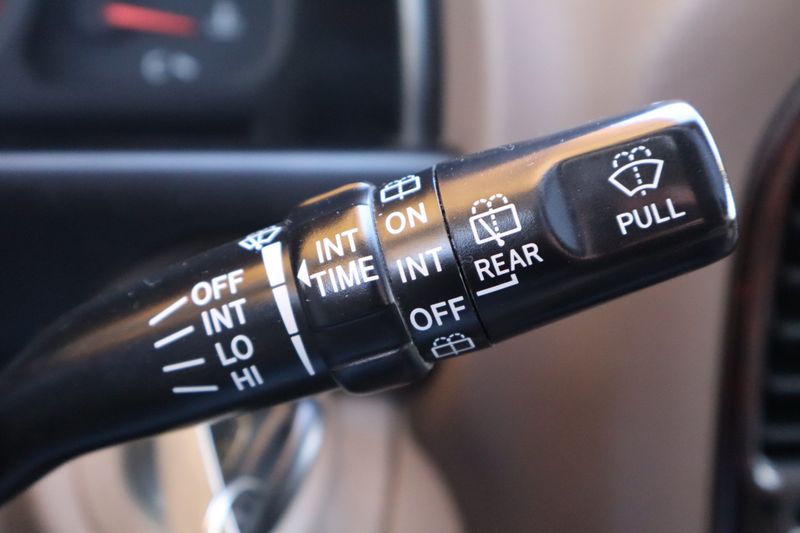 OFF
INT
LO
HI
INT
TIME
ON
INT
OFF
REAR
PULL